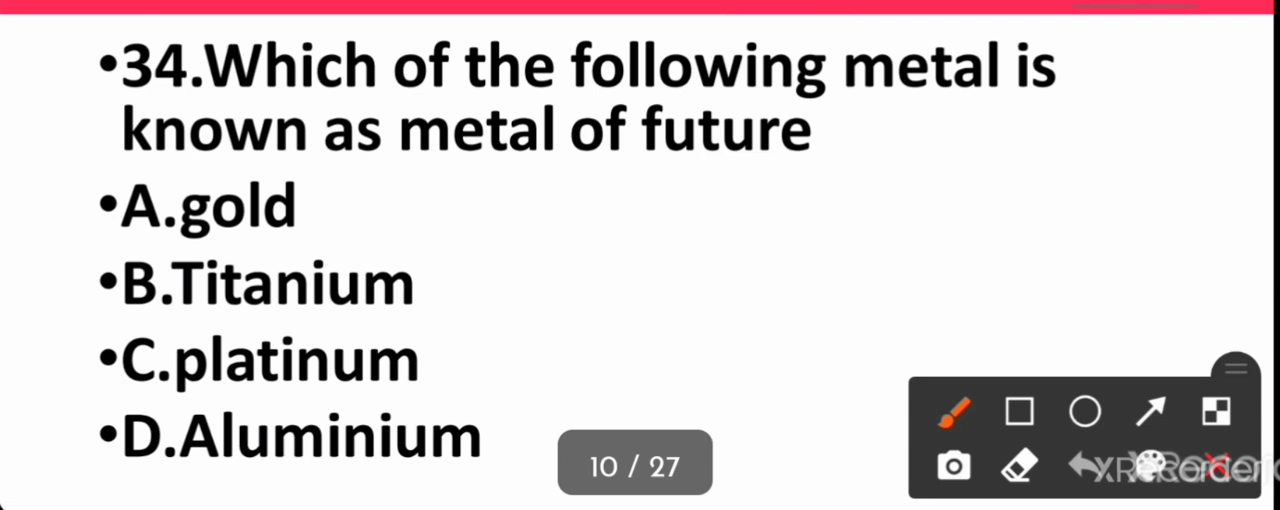 •34.Which of the following metal is
known as metal of future
•A.gold
•B.Titanium
•C.platinum
•D.Aluminium
10 / 27